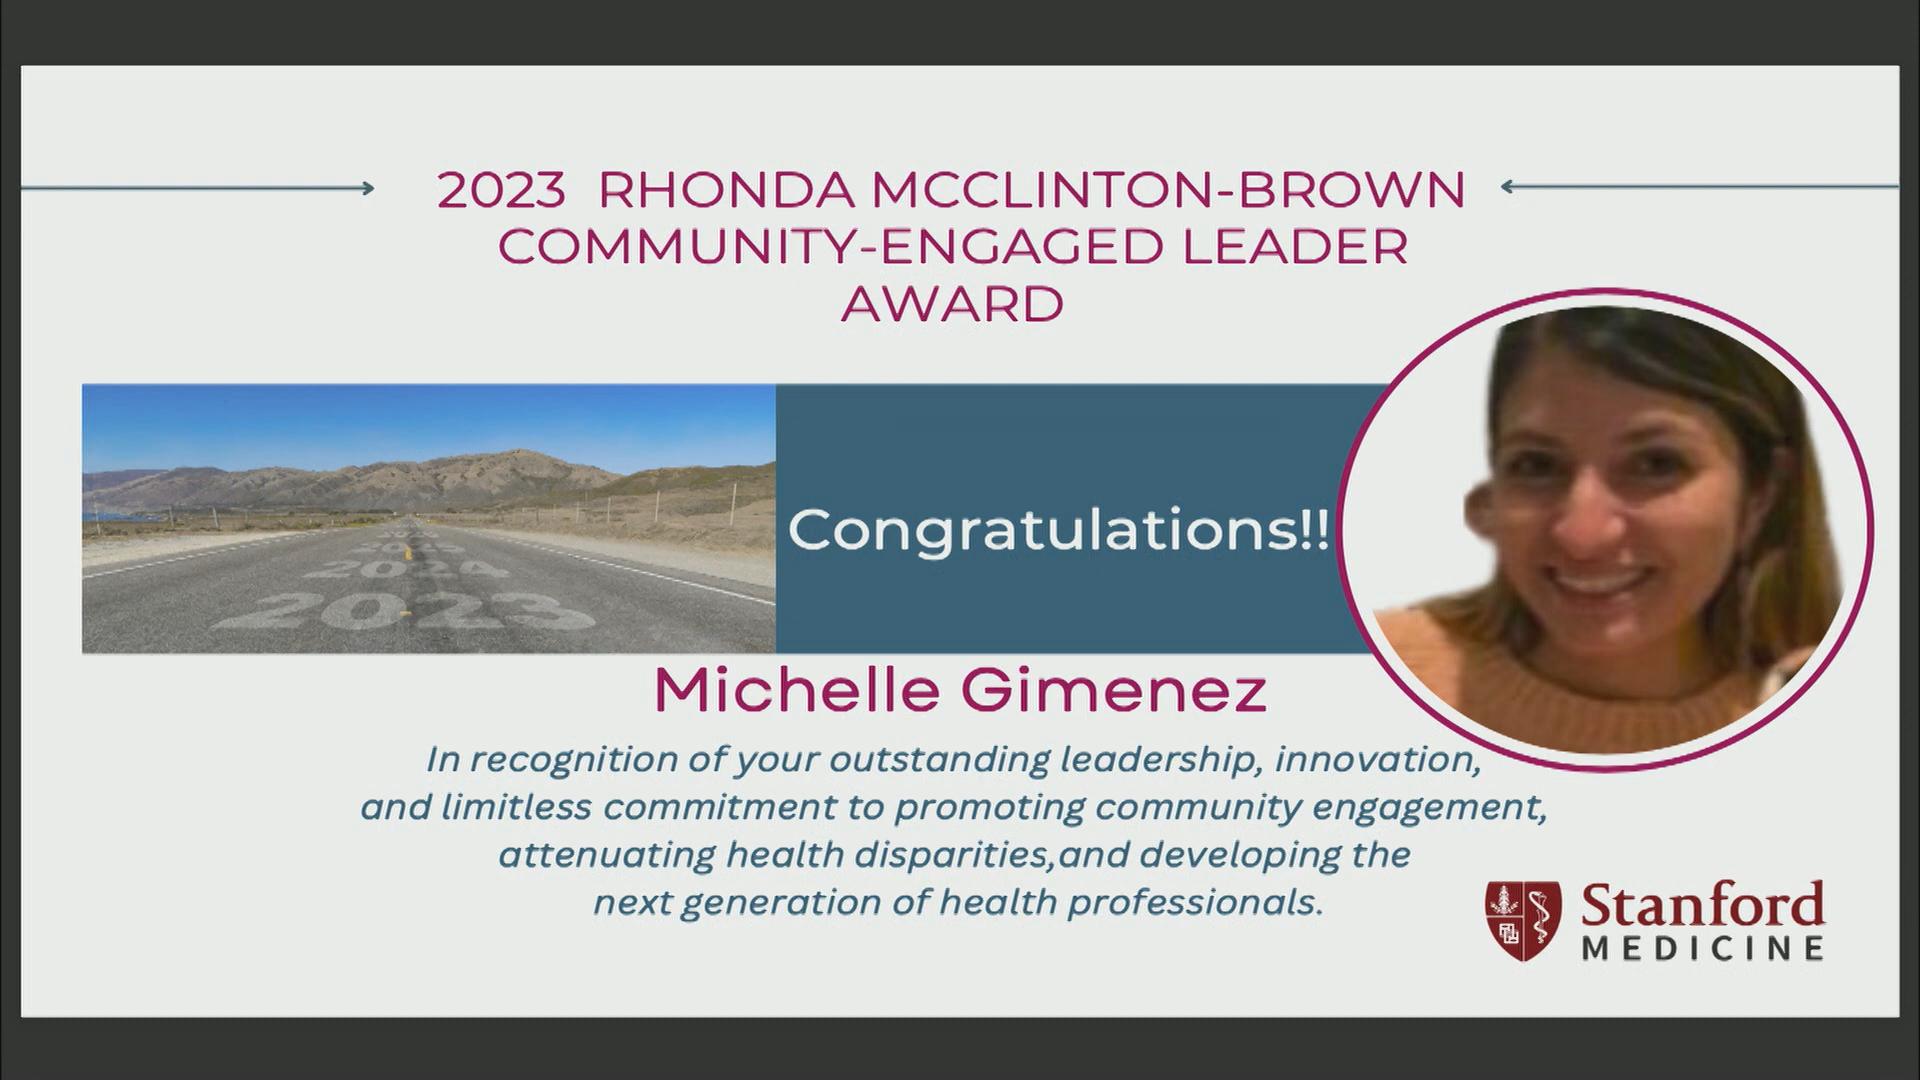 2023 RHONDA MCCLINTON-BROWN
COMMUNITY-ENGAGED LEADER
AWARD
2025
2024
2023
Congratulations!!
Michelle Gimenez
In recognition of your outstanding leadership, innovation,
and limitless commitment to promoting community engagement,
attenuating health disparities,and developing the
next generation of health professionals.
Stanford
MEDICINE